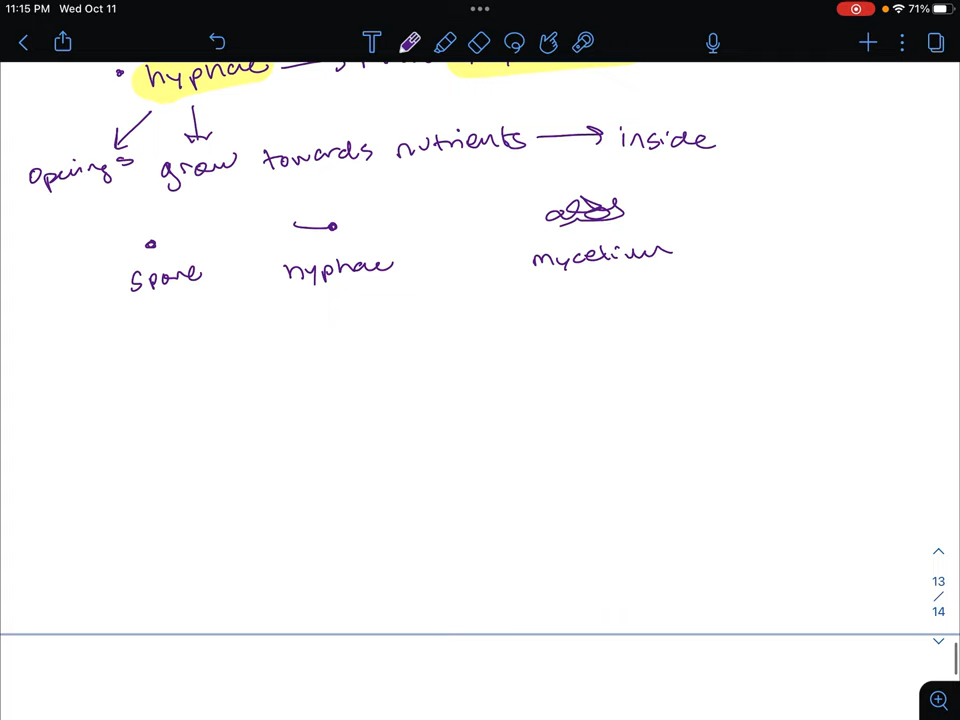 11:15 PM Wed Oct 11
71%
• hyphae
openings grow towards nutrients → inside
spore hyphae mycelium
13
/
14